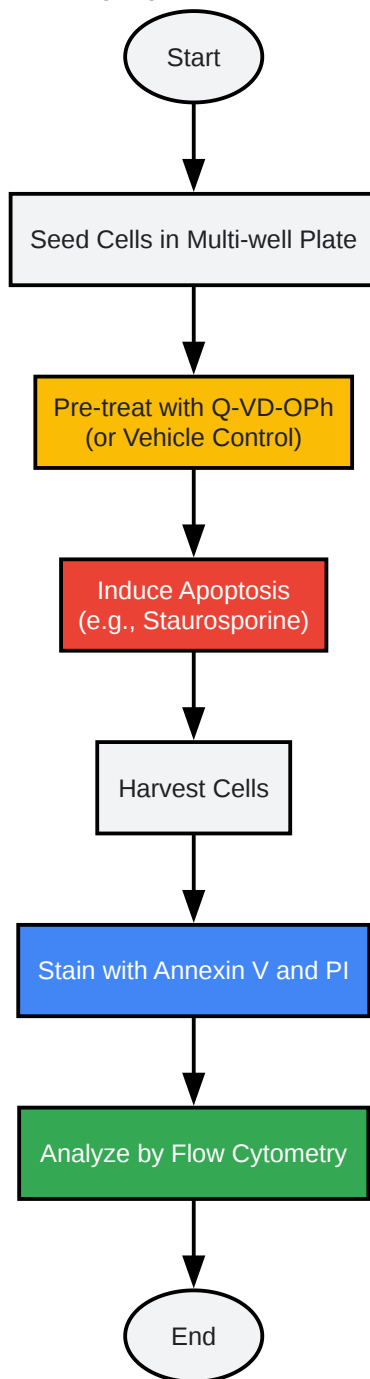 Start
Seed Cells in Multi-well Plate
Pre-treat with Q-VD-OPh
(or Vehicle Control)
Induce Apoptosis
(e.g., Staurosporine)
Harvest Cells
Stain with Annexin V and PI
Analyze by Flow Cytometry
End